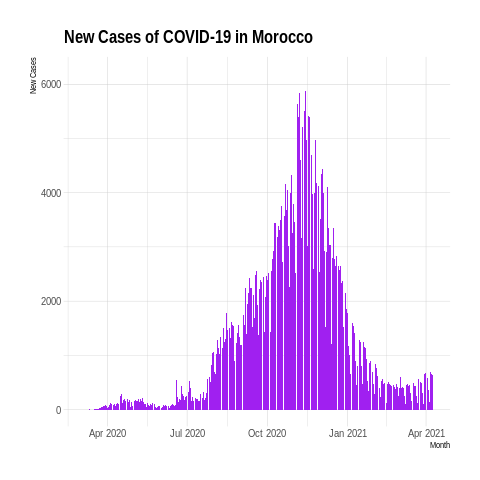 New Cases of COVID-19 in Morocco
New Cases
6000
4000
2000
0
Apr 2020
Jul 2020
Oct 2020
Jan 2021
Apr 2021
Month